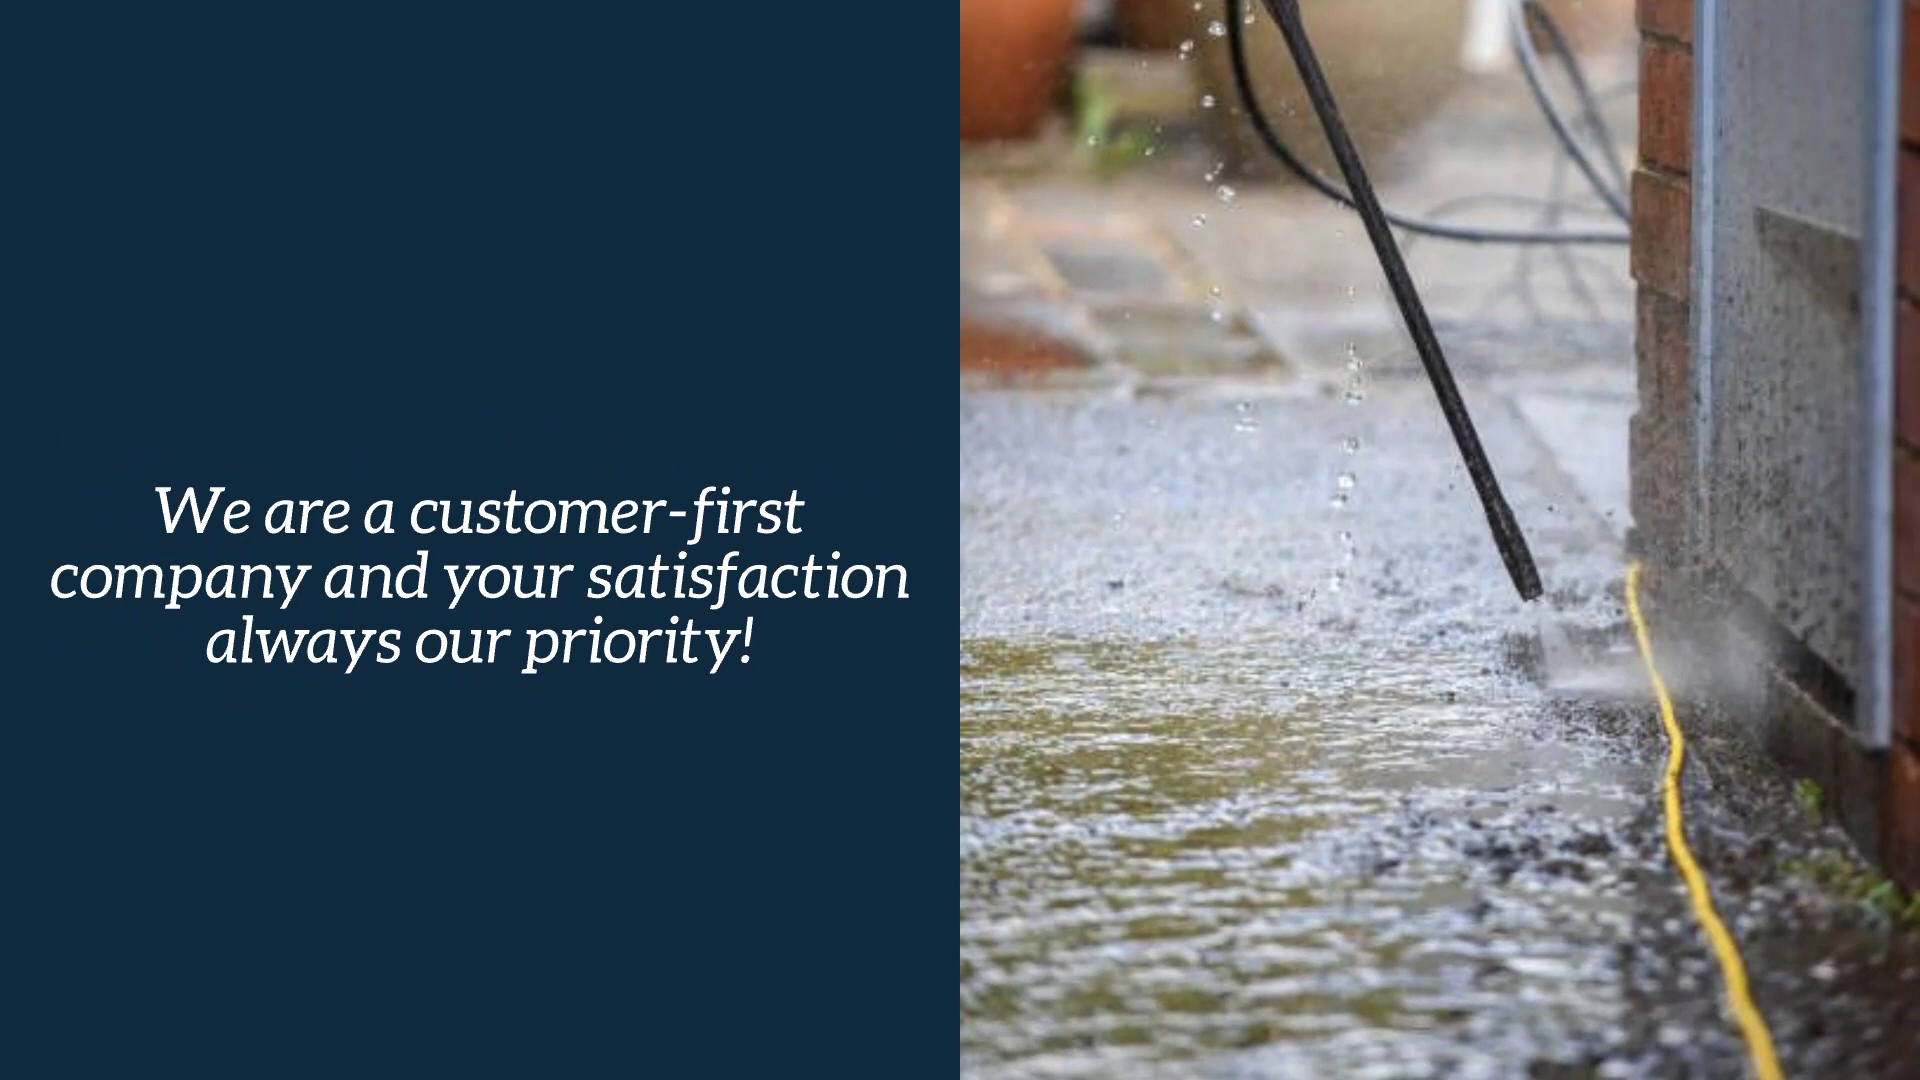 We are a customer-first
company and your satisfaction
always our priority!